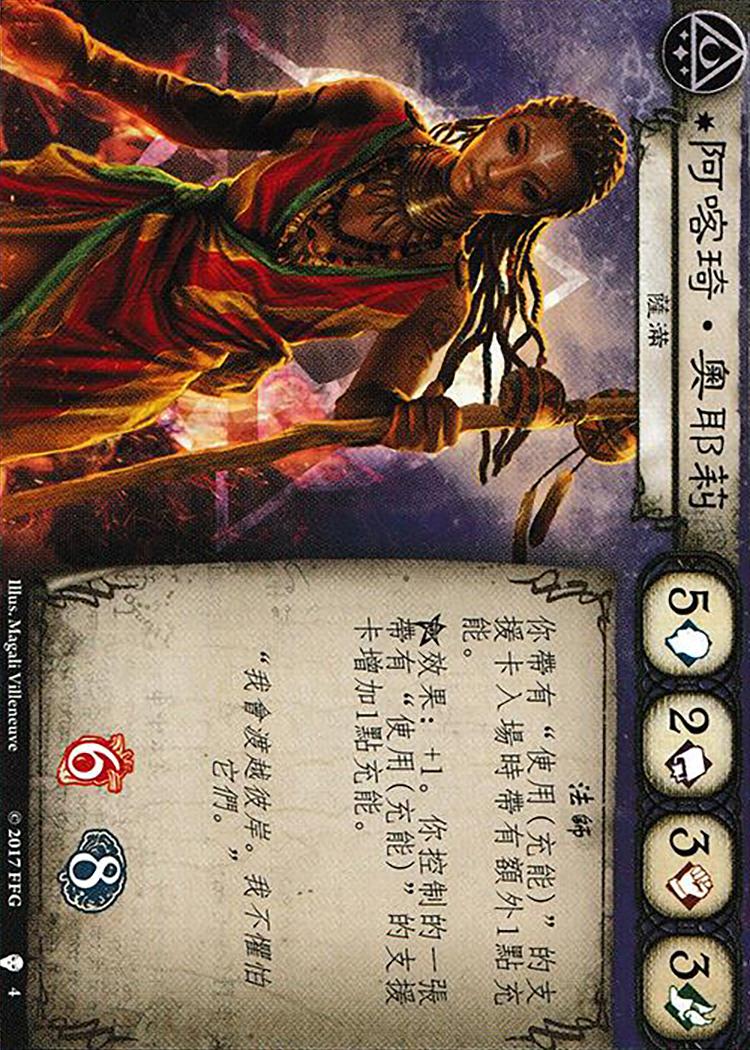 阿喀琦·奧耶莉
薩滿
5
2
3
3
法師
你帶有“使用(充能)”的支
援卡入場時帶有額外1點充
能。
效果：+1。你控制的一張
帶有“使用(充能)”的支援
卡增加1點充能。
“我會渡越彼岸。我不懼怕
它們。”
6
8
Illus. Magali Villeneuve
© 2017 FFG
4